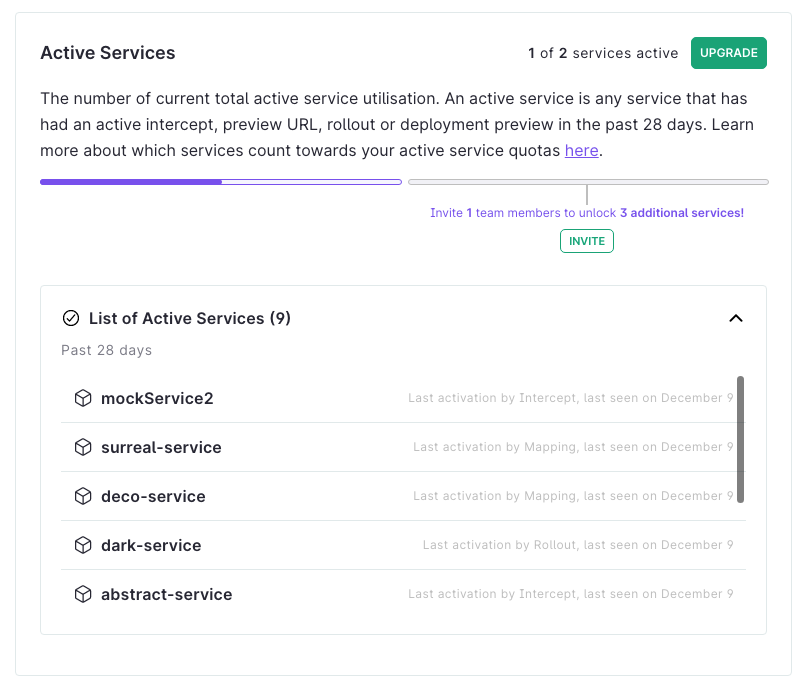 Active Services
1 of 2 services active
UPGRADE
The number of current total active service utilisation. An active service is any service that has
had an active intercept, preview URL, rollout or deployment preview in the past 28 days. Learn
more about which services count towards your active service quotas here.
Invite 1 team members to unlock 3 additional services!
INVITE
List of Active Services (9)
Past 28 days
mockService2
Last activation by Intercept, last seen on December 9
surreal-service
Last activation by Mapping, last seen on December 9
deco-service
Last activation by Mapping, last seen on December 9
dark-service
Last activation by Rollout, last seen on December 9
abstract-service
Last activation by Intercept, last seen on December 9